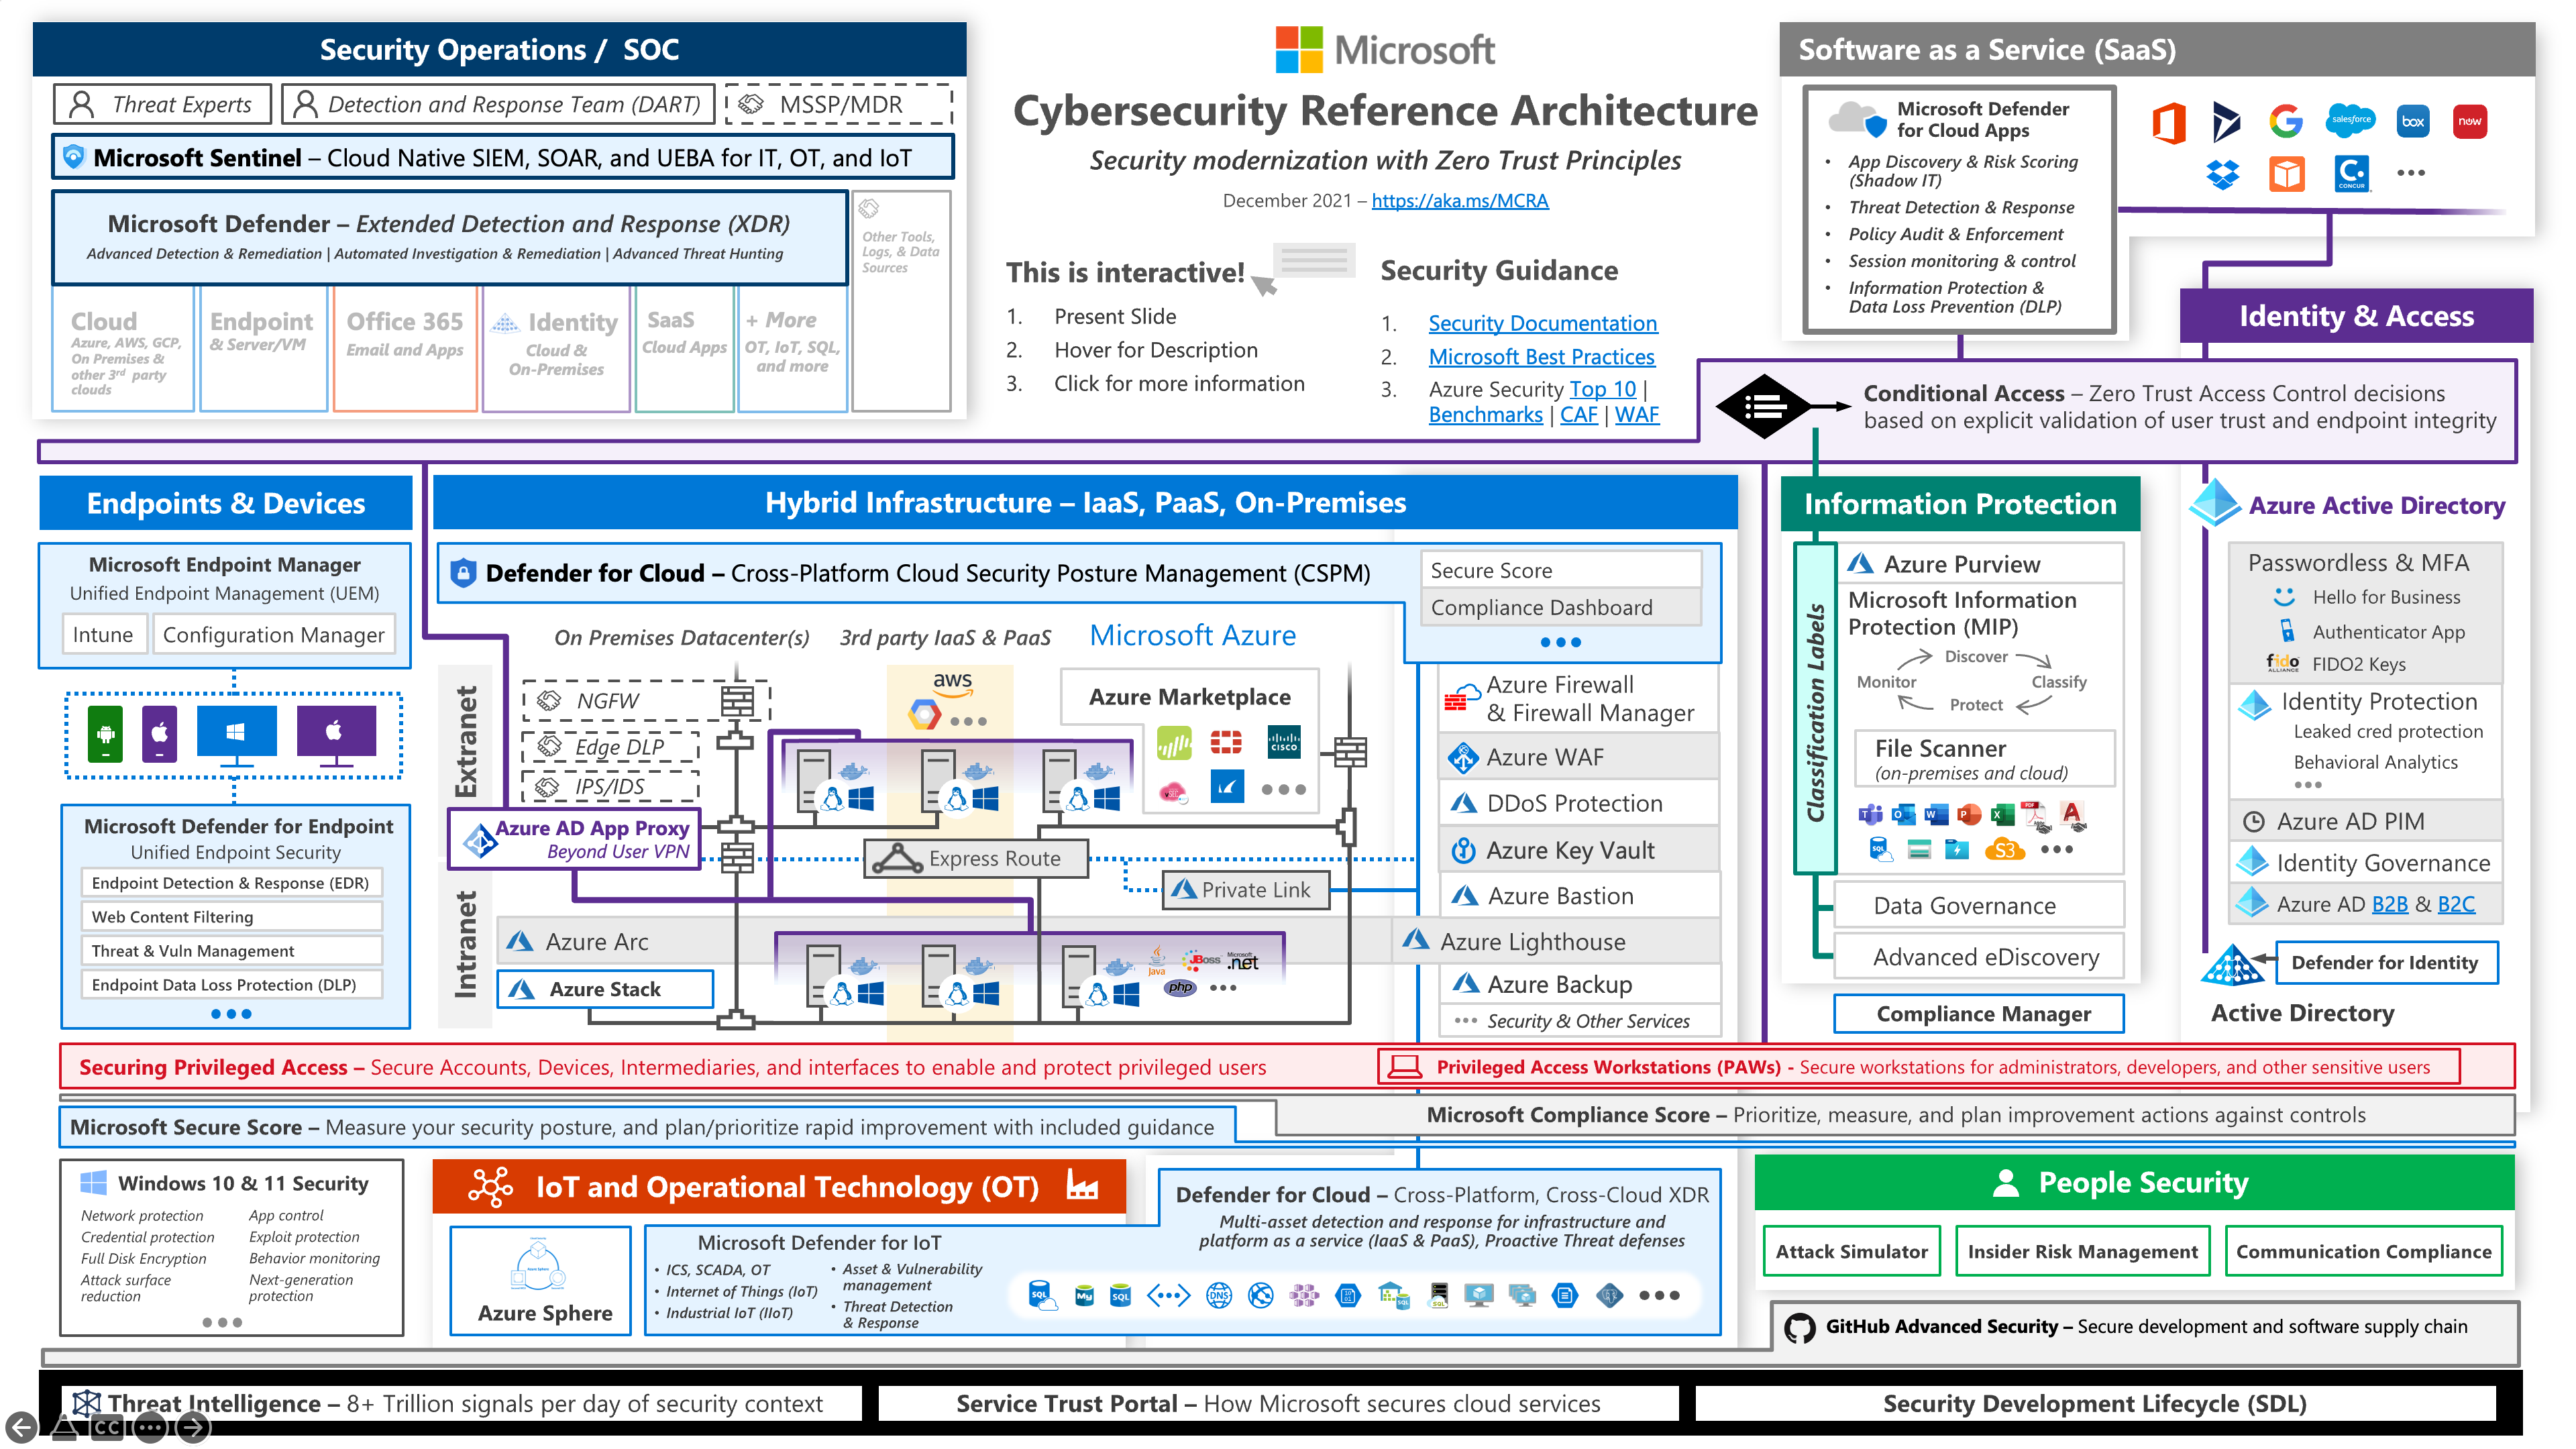 Security Operations / SOC
Threat Experts
Detection and Response Team (DART)
MSSP/MDR
Microsoft Sentinel – Cloud Native SIEM, SOAR, and UEBA for IT, OT, and IoT
Microsoft Defender – Extended Detection and Response (XDR)
Advanced Detection & Remediation | Automated Investigation & Remediation | Advanced Threat Hunting
Other Tools,
Logs, & Data
Sources
Cloud
Azure, AWS, GCP,
On Premises &
other 3rd party
clouds
Endpoint
& Server/VM
Office 365
Email and Apps
Identity
Cloud &
On-Premises
SaaS
Cloud Apps
+ More
OT, IoT, SQL,
and more
Microsoft
Cybersecurity Reference Architecture
Security modernization with Zero Trust Principles
December 2021 – https://aka.ms/MCRA
This is interactive!
1. Present Slide
2. Hover for Description
3. Click for more information
Security Guidance
1. Security Documentation
2. Microsoft Best Practices
3. Azure Security Top 10 |
Benchmarks | CAF | WAF
Software as a Service (SaaS)
Microsoft Defender
for Cloud Apps
• App Discovery & Risk Scoring
(Shadow IT)
• Threat Detection & Response
• Policy Audit & Enforcement
• Session monitoring & control
• Information Protection &
Data Loss Prevention (DLP)
salesforce
box
now
C.
CONCUR
Identity & Access
Conditional Access – Zero Trust Access Control decisions
based on explicit validation of user trust and endpoint integrity
Endpoints & Devices
Microsoft Endpoint Manager
Unified Endpoint Management (UEM)
Intune
Configuration Manager
Microsoft Defender for Endpoint
Unified Endpoint Security
Endpoint Detection & Response (EDR)
Web Content Filtering
Threat & Vuln Management
Endpoint Data Loss Protection (DLP)
Hybrid Infrastructure – IaaS, PaaS, On-Premises
Defender for Cloud – Cross-Platform Cloud Security Posture Management (CSPM)
Secure Score
Compliance Dashboard
On Premises Datacenter(s)
3rd party IaaS & PaaS
Microsoft Azure
Extranet
Intranet
NGFW
Edge DLP
IPS/IDS
aws
Azure Marketplace
CISCO
Azure AD App Proxy
Beyond User VPN
Express Route
Private Link
Azure Arc
Azure Stack
Java
JBoss
Microsoft
.net
php
Azure Firewall
& Firewall Manager
Azure WAF
DDoS Protection
Azure Key Vault
Azure Bastion
Azure Lighthouse
Azure Backup
Security & Other Services
Information Protection
Classification Labels
Azure Purview
Microsoft Information
Protection (MIP)
Discover
Monitor
Classify
Protect
File Scanner
(on-premises and cloud)
PDF
SQL
S3
Data Governance
Advanced eDiscovery
Compliance Manager
Azure Active Directory
Passwordless & MFA
Hello for Business
Authenticator App
fido
ALLIANCE
FIDO2 Keys
Identity Protection
Leaked cred protection
Behavioral Analytics
Azure AD PIM
Identity Governance
Azure AD B2B & B2C
Defender for Identity
Active Directory
Securing Privileged Access – Secure Accounts, Devices, Intermediaries, and interfaces to enable and protect privileged users
Privileged Access Workstations (PAWs) - Secure workstations for administrators, developers, and other sensitive users
Microsoft Secure Score – Measure your security posture, and plan/prioritize rapid improvement with included guidance
Microsoft Compliance Score – Prioritize, measure, and plan improvement actions against controls
Windows 10 & 11 Security
Network protection
Credential protection
Full Disk Encryption
Attack surface
reduction
App control
Exploit protection
Behavior monitoring
Next-generation
protection
IoT and Operational Technology (OT)
Azure Sphere
Microsoft Defender for IoT
• ICS, SCADA, OT
• Internet of Things (IoT)
• Industrial IoT (IIoT)
• Asset & Vulnerability
management
• Threat Detection
& Response
Defender for Cloud – Cross-Platform, Cross-Cloud XDR
Multi-asset detection and response for infrastructure and
platform as a service (IaaS & PaaS), Proactive Threat defenses
SQL
My
SQL
DNS
SQL
SQL
People Security
Attack Simulator
Insider Risk Management
Communication Compliance
GitHub Advanced Security – Secure development and software supply chain
Threat Intelligence – 8+ Trillion signals per day of security context
Service Trust Portal – How Microsoft secures cloud services
Security Development Lifecycle (SDL)
CC